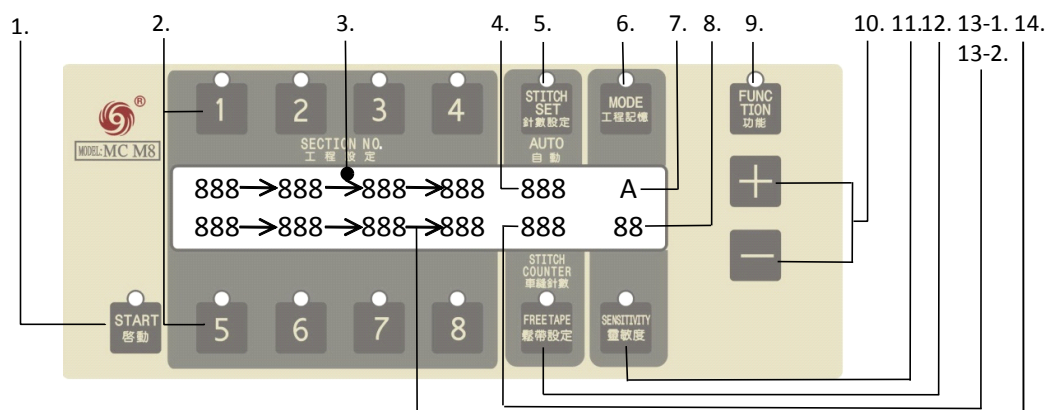 1. 2. 3. 4. 5. 6. 7. 8. 9. 10. 11.12. 13-1. 14.
13-2.
®
MODEL:MC M8
1 2 3 4
STITCH
SET
針數設定
MODE
工程記憶
FUNC
TION
功能
SECTION NO.
工程設定
AUTO
自動
888→888→888→888 888 A
888→888→888→888 888 88
+
−
STITCH
COUNTER
車縫針數
START
啓動
5 6 7 8
FREE TAPE
鬆帶設定
SENSITIVITY
靈敏度